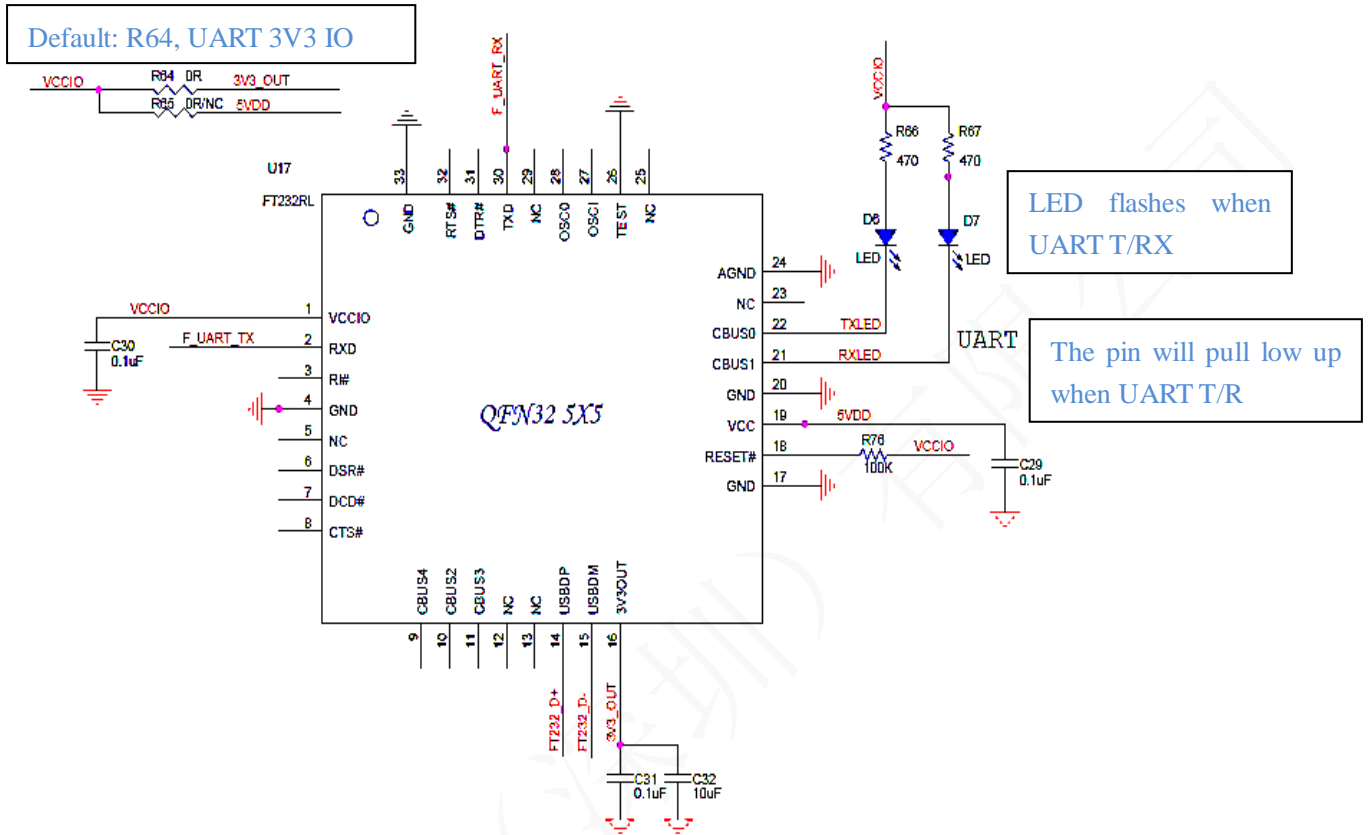 Default: R64, UART 3V3 IO
VCCIO
R64 0R
3V3_OUT
R65 0R/NC
5VDD
F_UART_RX
VCCIO
R66
470
R67
470
D6
LED
D7
LED
LED flashes when
UART T/RX
U17
FT232RL
33
32
31
30
29
28
27
26
25
GND
RTS#
DTR#
TXD
NC
OSCO
OSCI
TEST
NC
VCCIO
1
VCCIO
F_UART_TX
2
RXD
C30
0.1uF
3
RI#
4
GND
5
NC
6
DSR#
7
DCD#
8
CTS#
QFN32 5X5
AGND
24
NC
23
CBUS0
22
TXLED
CBUS1
21
RXLED
UART
GND
20
VCC
19
5VDD
RESET#
18
R76
100K
VCCIO
GND
17
C29
0.1uF
The pin will pull low up
when UART T/R
CBUS4
CBUS2
CBUS3
NC
NC
USBDP
USBDM
3V3OUT
9
10
11
12
13
14
15
16
FT232_D+
FT232_D-
3V3_OUT
C31
0.1uF
C32
10uF
(深圳)有限公司